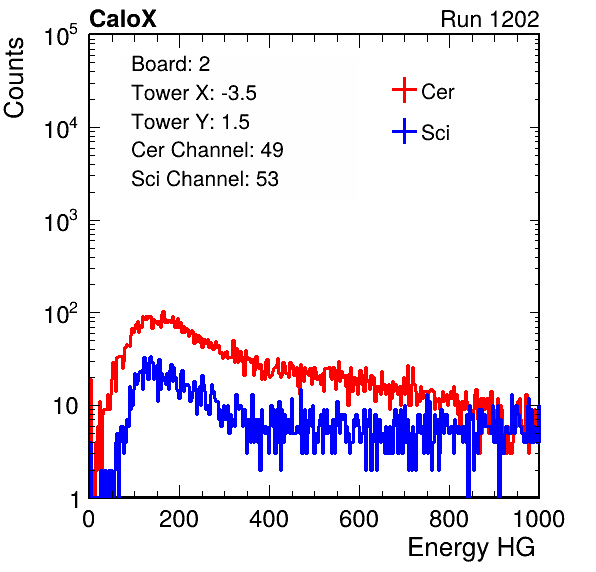 CaloX
Run 1202
Board: 2
Tower X: -3.5
Tower Y: 1.5
Cer Channel: 49
Sci Channel: 53
Cer
Sci
Counts
10^5
10^4
10^3
10^2
10
1
0 200 400 600 800 1000
Energy HG